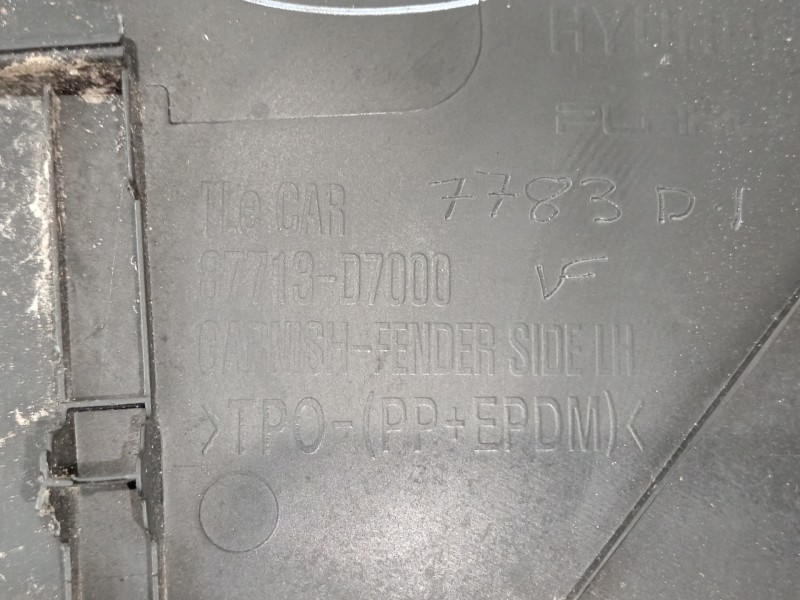 TLe CAR 7783 D1
87713-D7000 V
GARNISH-FENDER SIDE LH
>TPO-(PP+EPDM)<